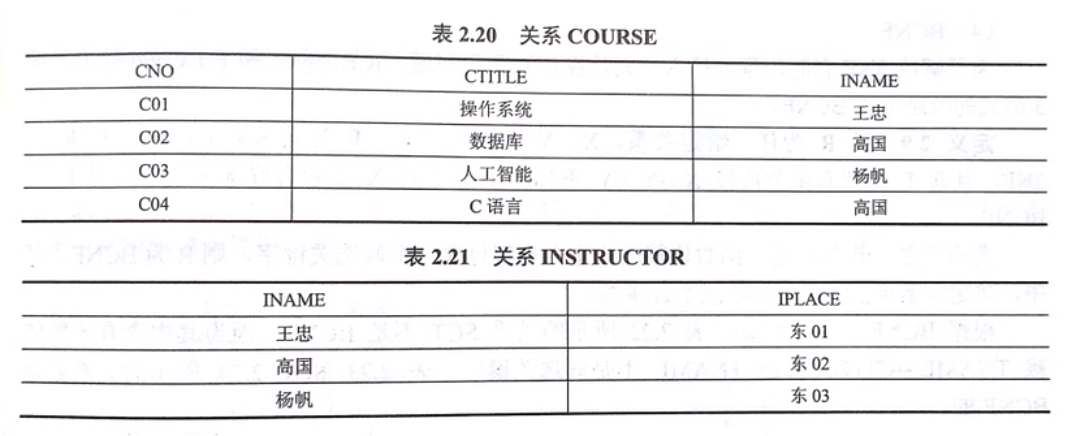 表 2.20 关系 COURSE
CNO CTITLE INAME
C01 操作系统 王忠
C02 数据库 高国
C03 人工智能 杨帆
C04 C 语言 高国
表 2.21 关系 INSTRUCTOR
INAME IPLACE
王忠 东 01
高国 东 02
杨帆 东 03